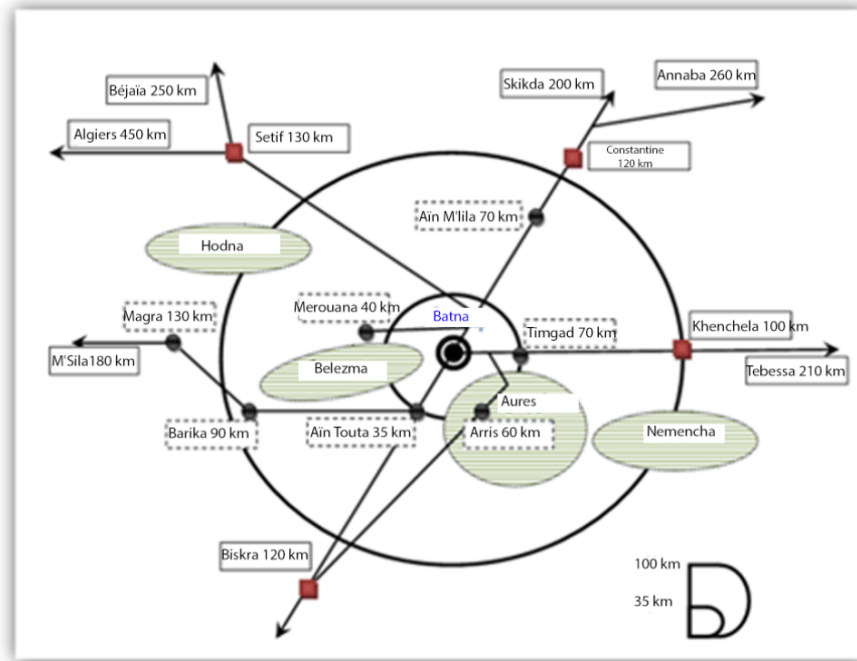 Skikda 200 km
Annaba 260 km
Béjaïa 250 km
Algiers 450 km
Setif 130 km
Constantine
120 km
Aïn M'lila 70 km
Hodna
Merouana 40 km
Magra 130 km
Batna
Timgad 70 km
Khenchela 100 km
M'Sila180 km
Belezma
Tebessa 210 km
Aures
Barika 90 km
Aïn Touta 35 km
Arris 60 km
Nemencha
Biskra 120 km
100 km
35 km